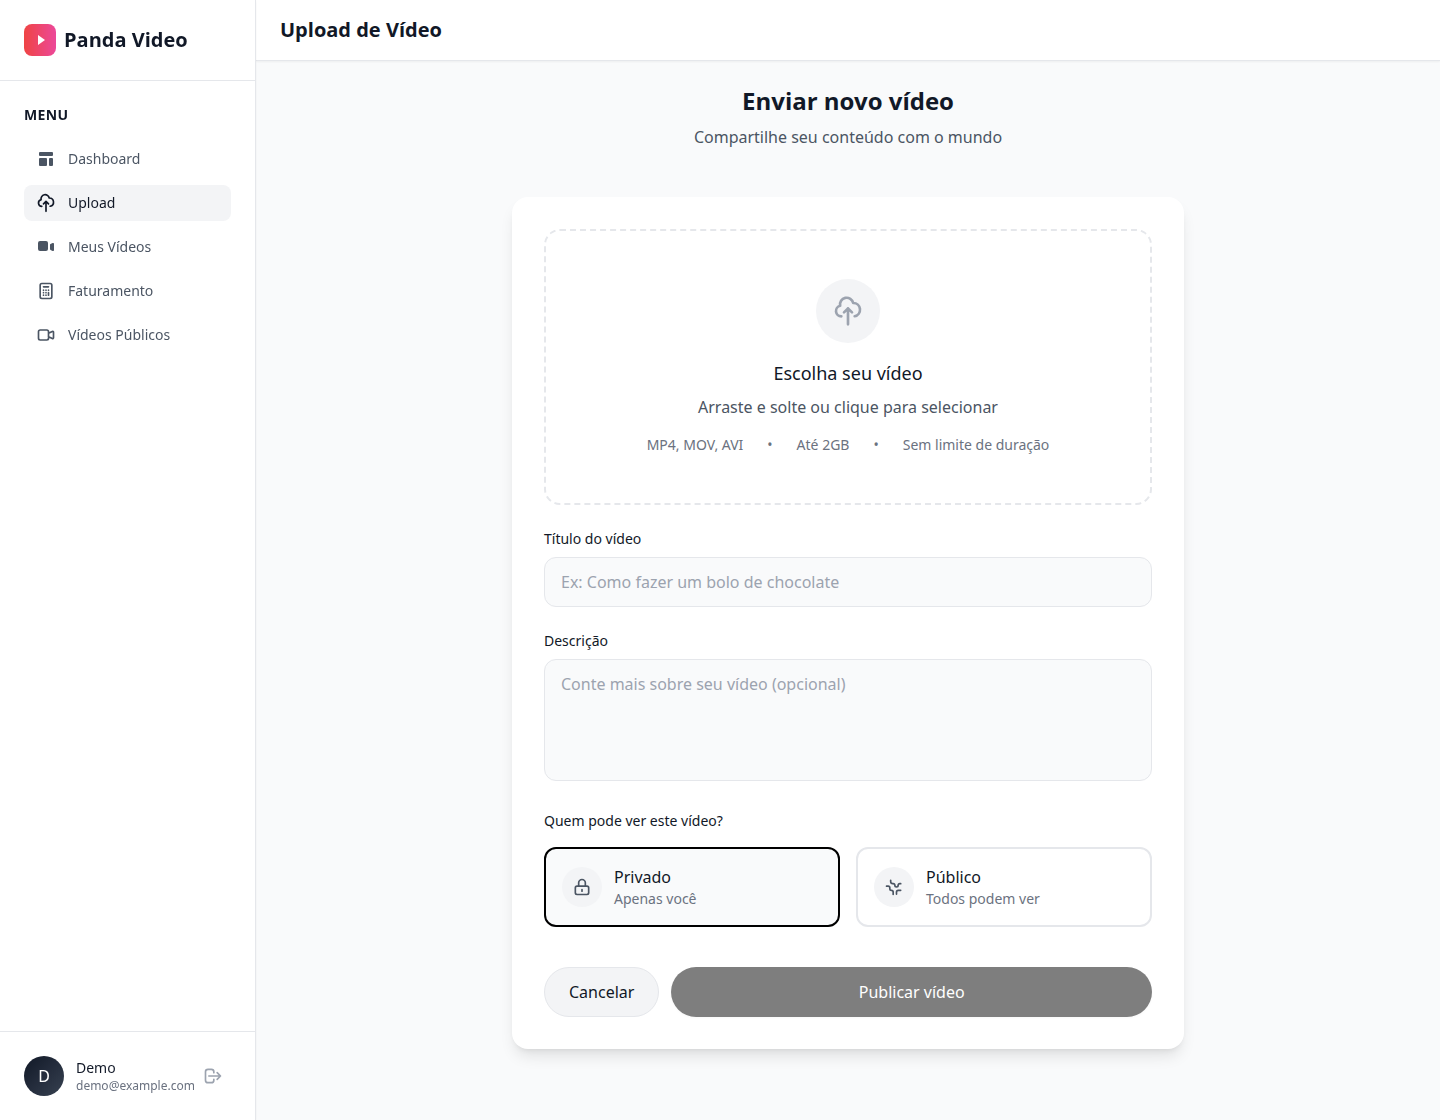 Panda Video
MENU
Dashboard
Upload
Meus Vídeos
Faturamento
Vídeos Públicos
D
Demo
demo@example.com
Upload de Vídeo
Enviar novo vídeo
Compartilhe seu conteúdo com o mundo
Escolha seu vídeo
Arraste e solte ou clique para selecionar
MP4, MOV, AVI • Até 2GB • Sem limite de duração
Título do vídeo
Ex: Como fazer um bolo de chocolate
Descrição
Conte mais sobre seu vídeo (opcional)
Quem pode ver este vídeo?
Privado
Apenas você
Público
Todos podem ver
Cancelar
Publicar vídeo